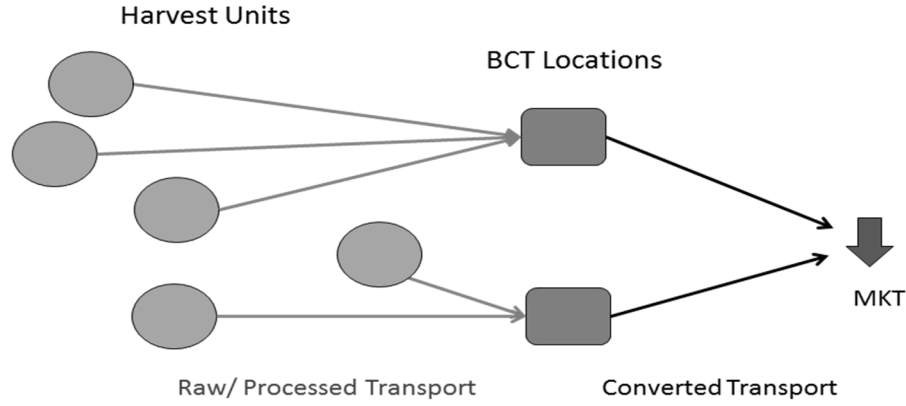 Harvest Units
BCT Locations
MKT
Raw/ Processed Transport
Converted Transport